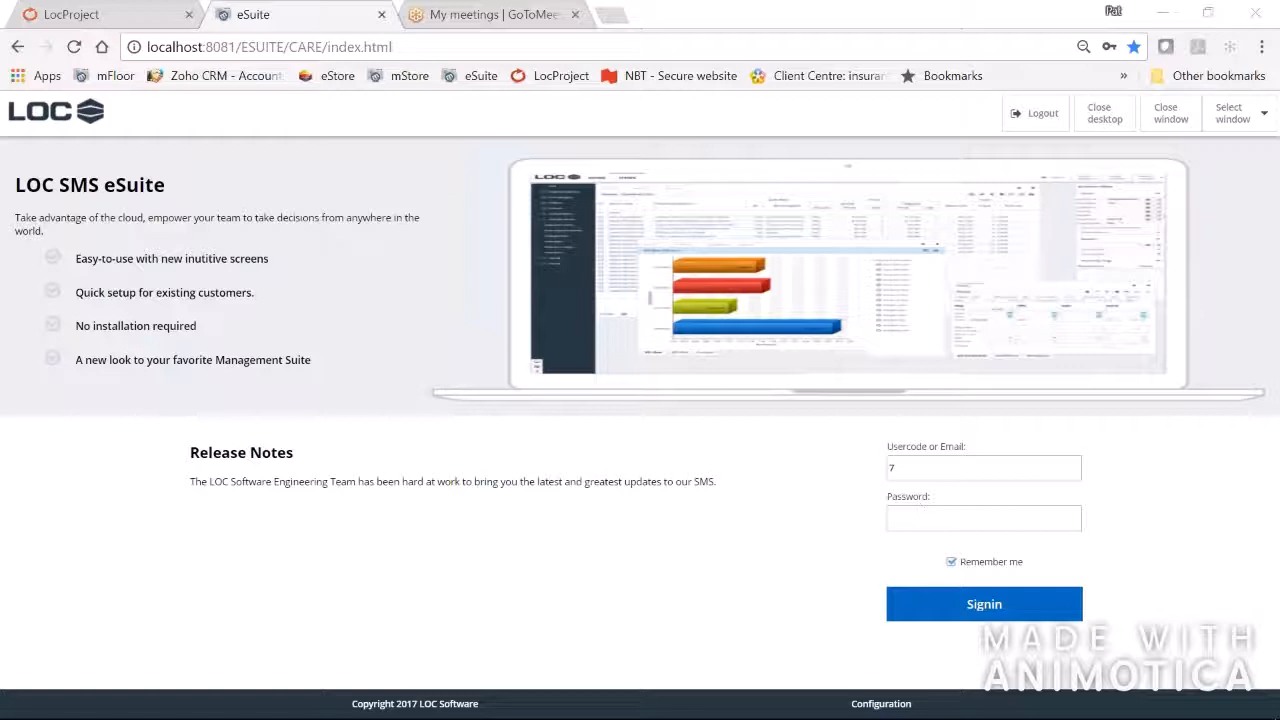 LocProject
eSuite
My meetings | GoToMee
Pat
localhost:8081/ESUITE/CARE/index.html
Apps
mFloor
Zoho CRM - Account
eStore
mStore
eSuite
LocProject
NBT - Secure website
Client Centre: insuran
Bookmarks
»
Other bookmarks
LOC
Logout
Close desktop
Close window
Select window
LOC SMS eSuite
Take advantage of the cloud, empower your team to take decisions from anywhere in the
world.
Easy-to-use with new intuitive screens
Quick setup for existing customers
No installation required
A new look to your favorite Management Suite
LOC
Release Notes
The LOC Software Engineering Team has been hard at work to bring you the latest and greatest updates to our SMS.
Usercode or Email:
7
Password:
Remember me
Signin
MADE WITH
ANIMOTICA
Copyright 2017 LOC Software
Configuration